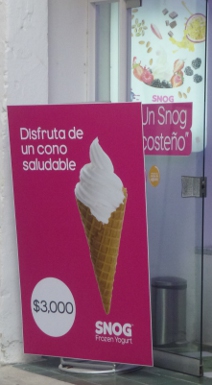 Disfruta de
un cono
saludable
$3,000
SNOG
Frozen Yogurt
SNOG
Un Snog
costeño"